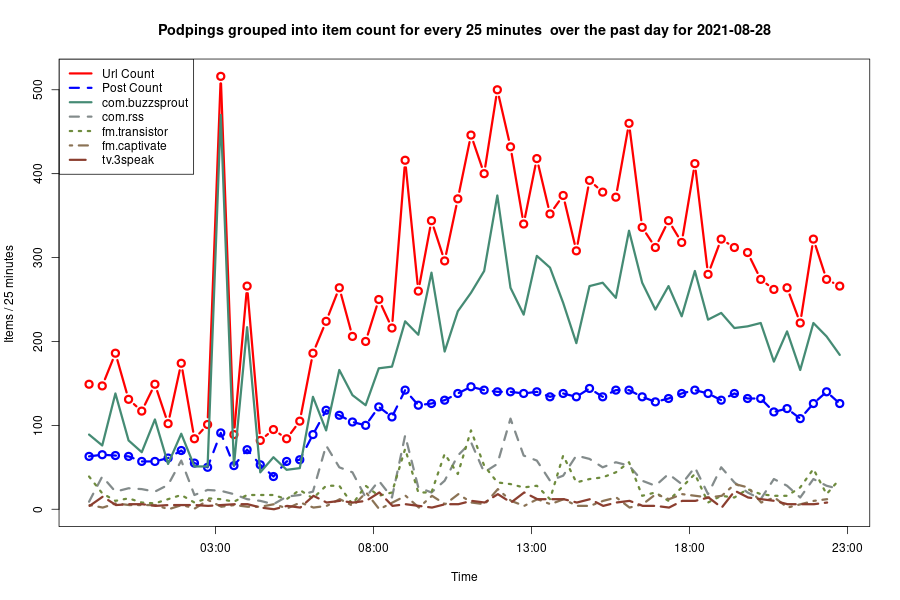 Podpings grouped into item count for every 25 minutes  over the past day for 2021-08-28
Url Count
Post Count
com.buzzsprout
com.rss
fm.transistor
fm.captivate
tv.3speak
500
400
300
200
100
0
Items / 25 minutes
03:00 08:00 13:00 18:00 23:00
Time